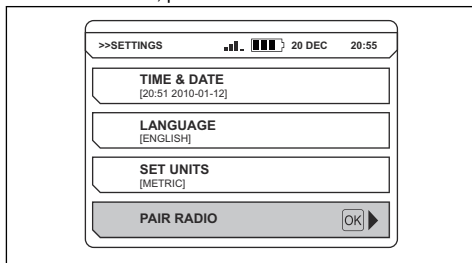 >>SETTINGS 20 DEC 20:55
TIME & DATE
[20:51 2010-01-12]
LANGUAGE
[ENGLISH]
SET UNITS
[METRIC]
PAIR RADIO OK